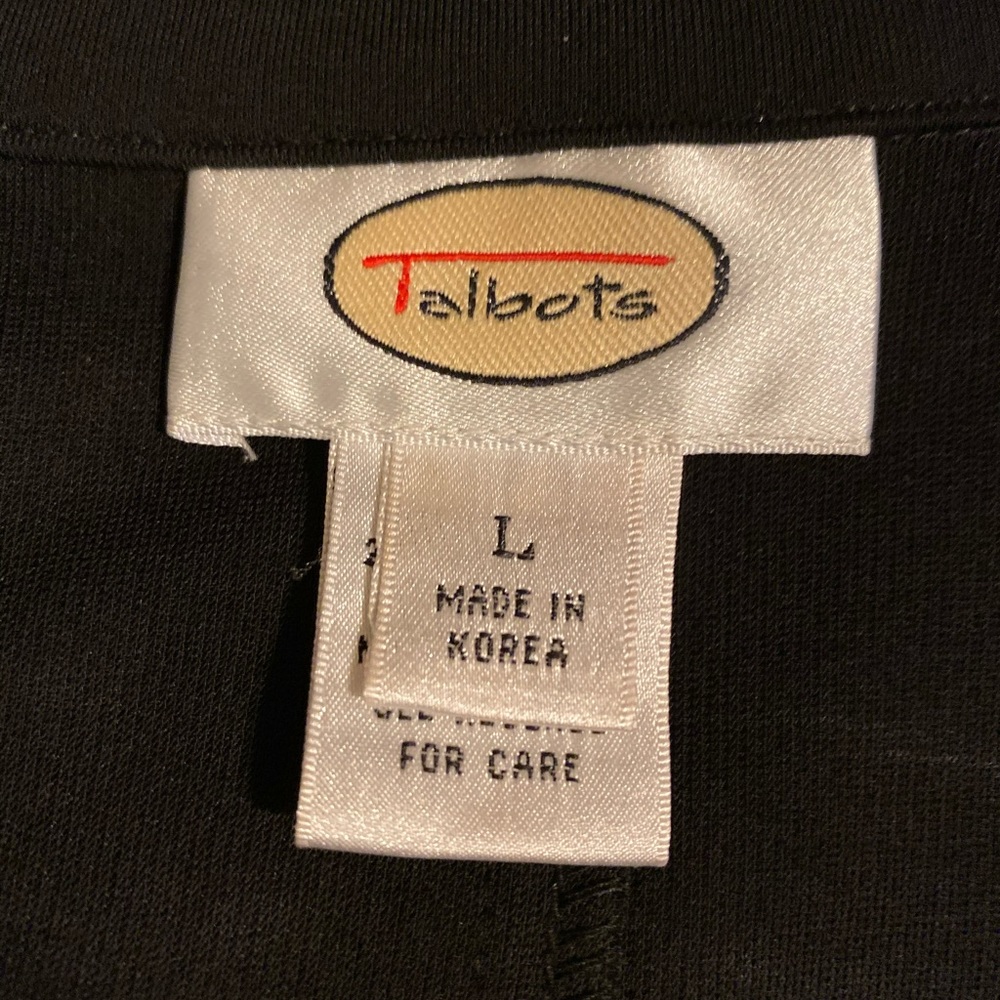 Talbots
L
MADE IN
KOREA
FOR CARE